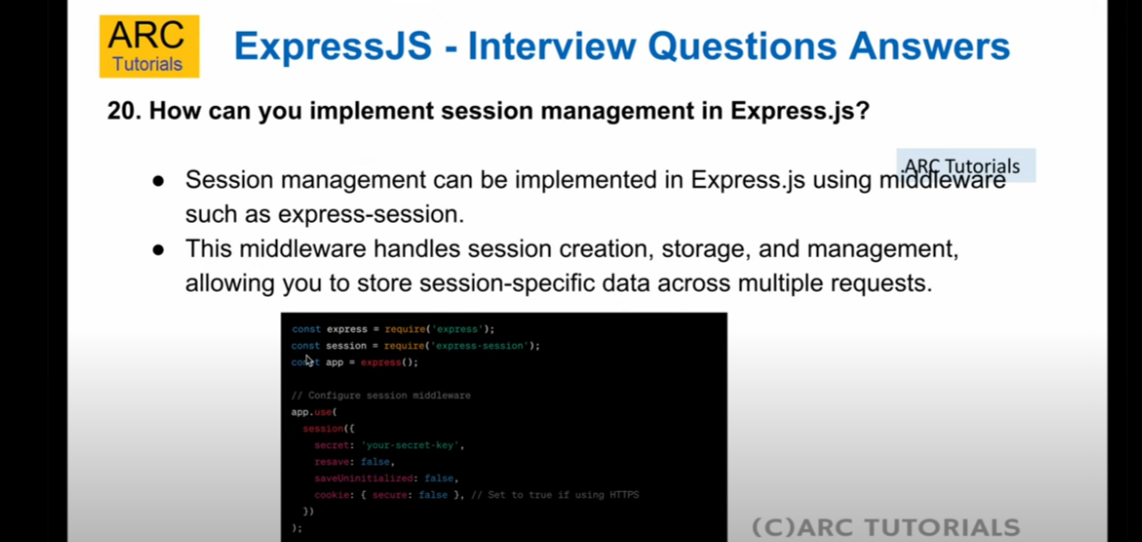 ARC
Tutorials
ExpressJS - Interview Questions Answers
20. How can you implement session management in Express.js?
ARC Tutorials
● Session management can be implemented in Express.js using middleware
such as express-session.
● This middleware handles session creation, storage, and management,
allowing you to store session-specific data across multiple requests.
const express = require('express');
const session = require('express-session');
const app = express();
// Configure session middleware
app.use(
session({
secret: 'your-secret-key',
resave: false,
saveUninitialized: false,
cookie: { secure: false }, // Set to true if using HTTPS
})
);
(C)ARC TUTORIALS